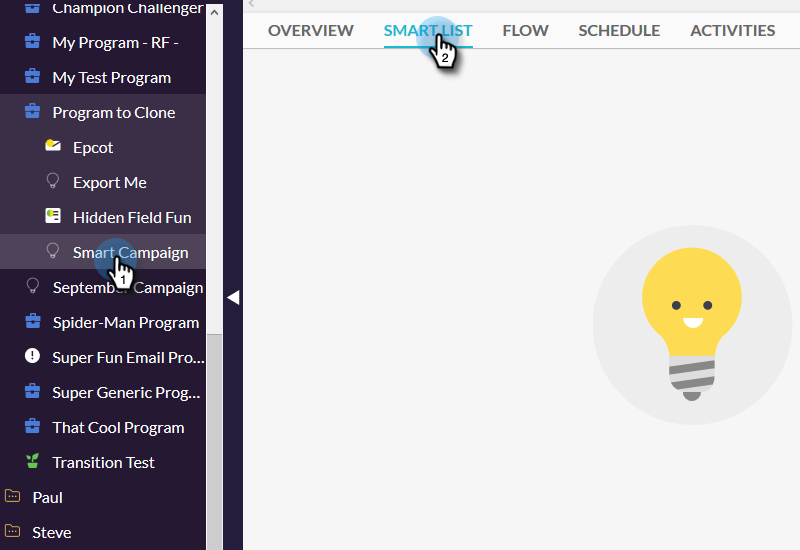 Champion Challenger
My Program - RF -
My Test Program
Program to Clone
Epcot
Export Me
Hidden Field Fun
Smart Campaign
1
September Campaign
Spider-Man Program
Super Fun Email Pro...
Super Generic Prog...
That Cool Program
Transition Test
Paul
Steve
OVERVIEW SMART LIST FLOW SCHEDULE ACTIVITIES
2